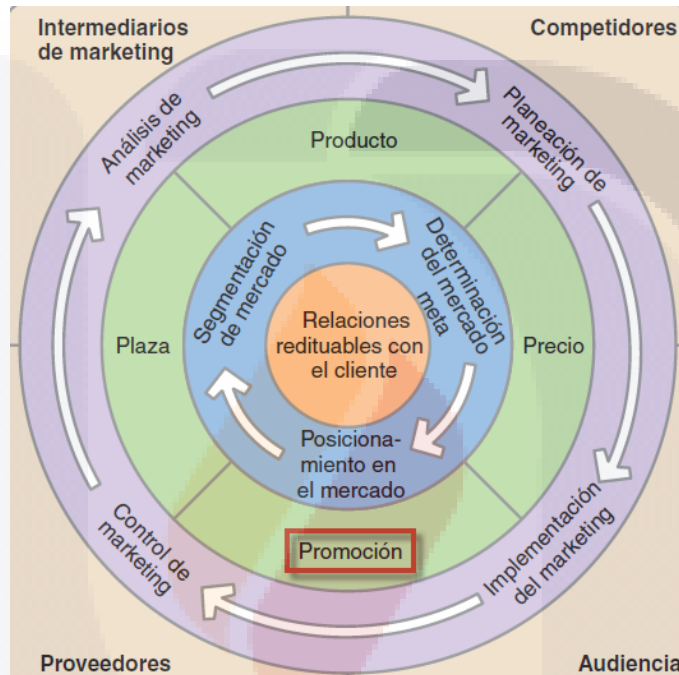 Intermediarios
de marketing
Competidores
Análisis de
marketing
Planeación de
marketing
Producto
Segmentación
de mercado
Determinación
del mercado
meta
Plaza
Relaciones
redituables con
el cliente
Precio
Posiciona-
miento en
el mercado
Control de
marketing
Promoción
Implementación
del marketing
Proveedores
Audiencia